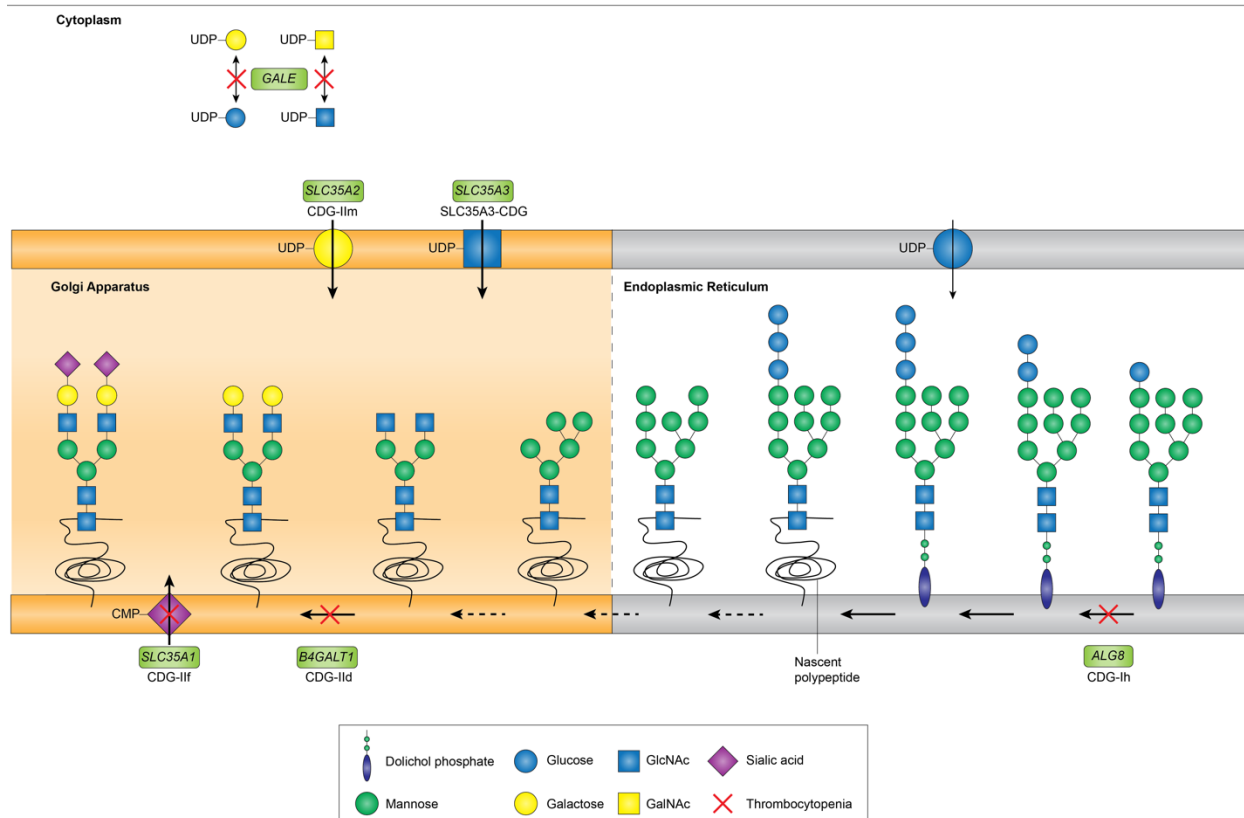 Cytoplasm
UDP
UDP
GALE
UDP
UDP
SLC35A2
CDG-IIm
SLC35A3
SLC35A3-CDG
UDP
UDP
UDP
Golgi Apparatus
Endoplasmic Reticulum
CMP
SLC35A1
CDG-IIf
B4GALT1
CDG-IId
Nascent
polypeptide
ALG8
CDG-Ih
Dolichol phosphate
Glucose
GlcNAc
Sialic acid
Mannose
Galactose
GalNAc
Thrombocytopenia